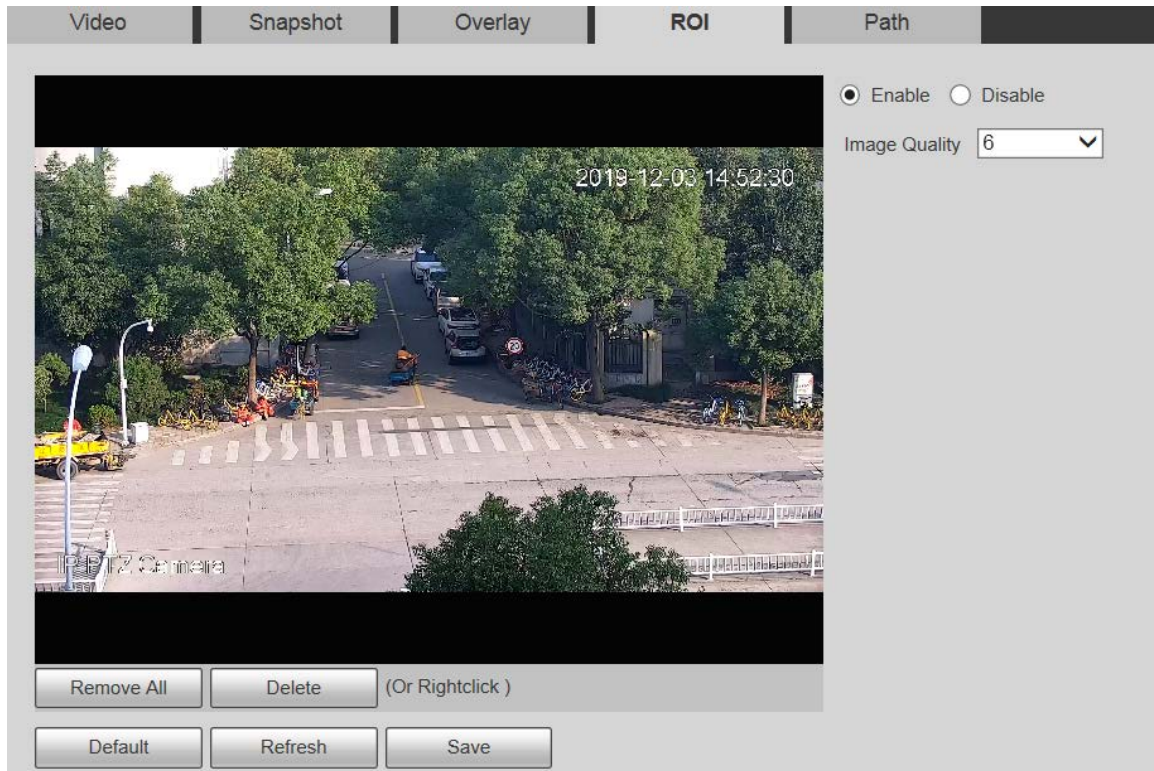 Video Snapshot Overlay ROI Path
Enable Disable
Image Quality 6
2019-12-03 14:52:30
IP PTZ Camera
Remove All Delete (Or Rightclick )
Default Refresh Save